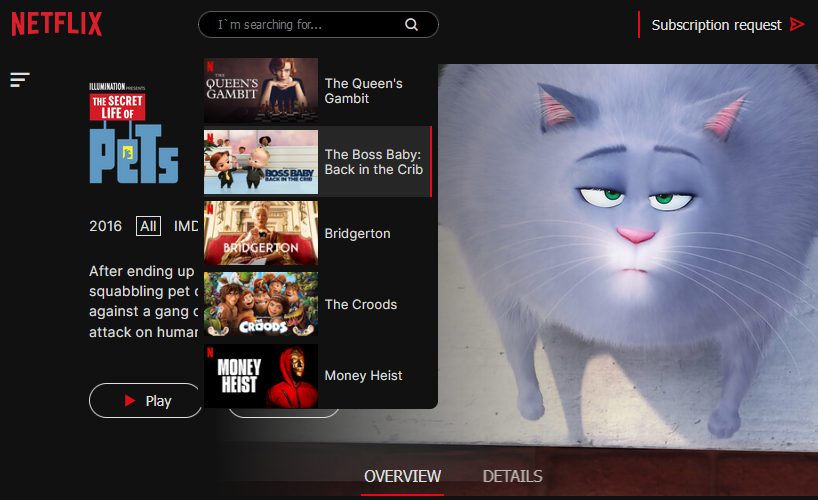 NETFLIX
I`m searching for...
Subscription request
ILLUMINATION PRESENTS
THE SECRET
LIFE OF
PeTs
THE
QUEEN'S
GAMBIT
The Queen's
Gambit
BOSS BABY
BACK IN THE CRIB
The Boss Baby:
Back in the Crib
2016 All IMD
BRIDGERTON
Bridgerton
After ending up
squabbling pet
against a gang
attack on human
THE
CROODS
The Croods
MONEY
HEIST
Money Heist
Play
OVERVIEW
DETAILS